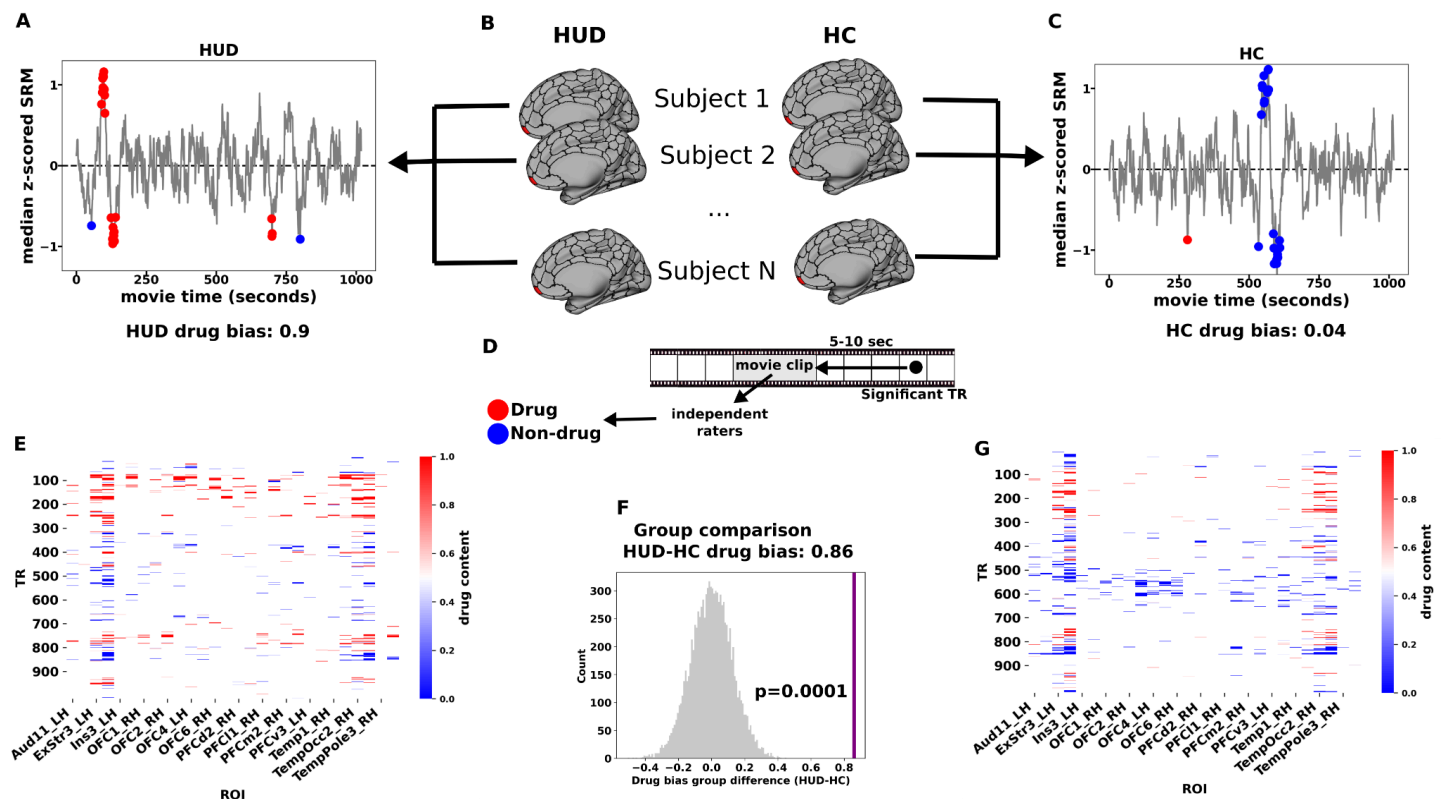 A
HUD
median z-scored SRM
1
0
−1
0
250
500
750
1000
movie time (seconds)
HUD drug bias: 0.9
B
HUD
HC
Subject 1
Subject 2
...
Subject N
C
HC
median z-scored SRM
1
0
−1
0
250
500
750
1000
movie time (seconds)
HC drug bias: 0.04
D
5-10 sec
movie clip
Significant TR
independent
raters
Drug
Non-drug
E
TR
100
200
300
400
500
600
700
800
900
Aud11_LH
ExStr3_LH
Ins3_LH
OFC1_RH
OFC2_RH
OFC4_LH
OFC6_RH
PFCd2_RH
PFCl1_RH
PFCm2_RH
PFCv3_LH
Temp1_RH
TempOcc2_RH
TempPole3_RH
ROI
1.0
0.8
0.6
0.4
0.2
0.0
drug content
F
Group comparison
HUD-HC drug bias: 0.86
Count
300
250
200
150
100
50
0
p=0.0001
−0.4
−0.2
0.0
0.2
0.4
0.6
0.8
Drug bias group difference (HUD-HC)
G
TR
100
200
300
400
500
600
700
800
900
Aud11_LH
ExStr3_LH
Ins3_LH
OFC1_RH
OFC2_RH
OFC4_LH
OFC6_RH
PFCd2_RH
PFCl1_RH
PFCm2_RH
PFCv3_LH
Temp1_RH
TempOcc2_RH
TempPole3_RH
ROI
1.0
0.8
0.6
0.4
0.2
0.0
drug content